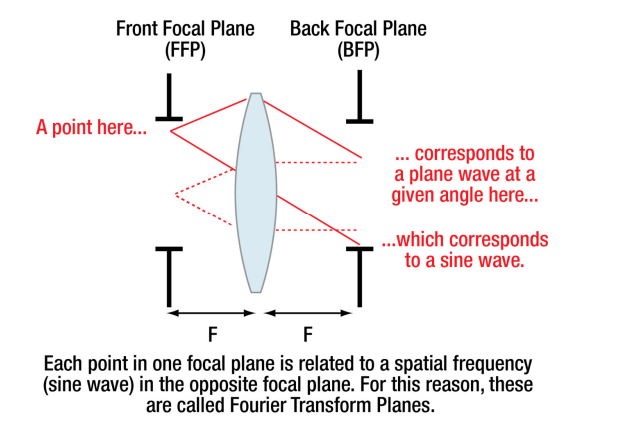 Front Focal Plane
(FFP)
Back Focal Plane
(BFP)
A point here...
... corresponds to
a plane wave at a
given angle here...
...which corresponds
to a sine wave.
F
F
Each point in one focal plane is related to a spatial frequency
(sine wave) in the opposite focal plane. For this reason, these
are called Fourier Transform Planes.